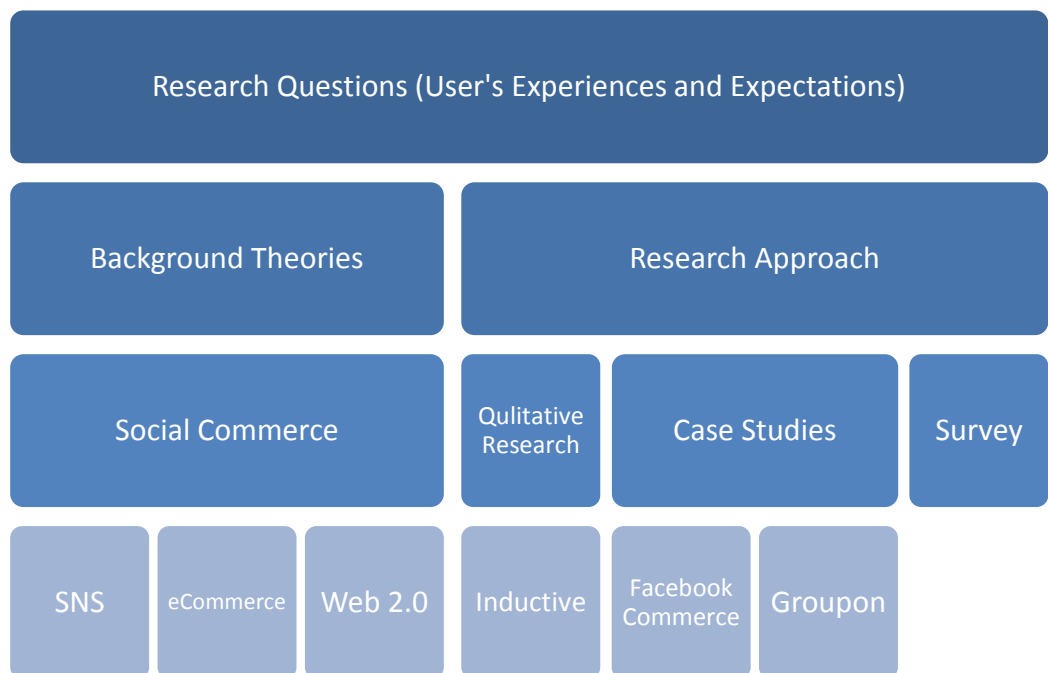 Research Questions (User's Experiences and Expectations)
Background Theories
Research Approach
Social Commerce
Qulitative
Research
Case Studies
Survey
SNS
eCommerce
Web 2.0
Inductive
Facebook
Commerce
Groupon